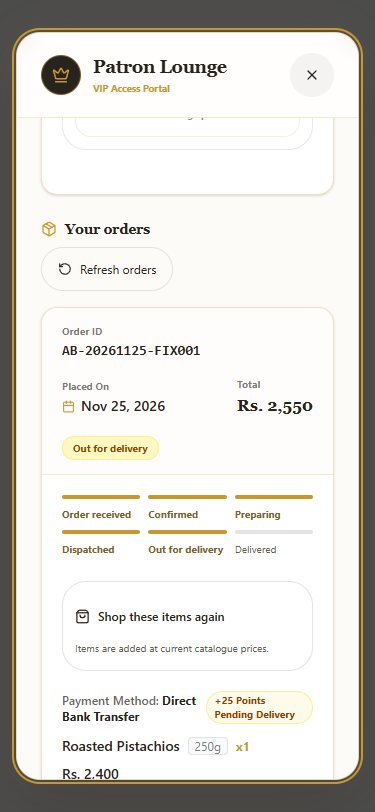 Patron Lounge
VIP Access Portal
Your orders
Refresh orders
Order ID
AB-20261125-FIX001
Placed On
Total
Nov 25, 2026
Rs. 2,550
Out for delivery
Order received
Confirmed
Preparing
Dispatched
Out for delivery
Delivered
Shop these items again
Items are added at current catalogue prices.
Payment Method: Direct
Bank Transfer
+25 Points
Pending Delivery
Roasted Pistachios 250g x1
Rs. 2,400